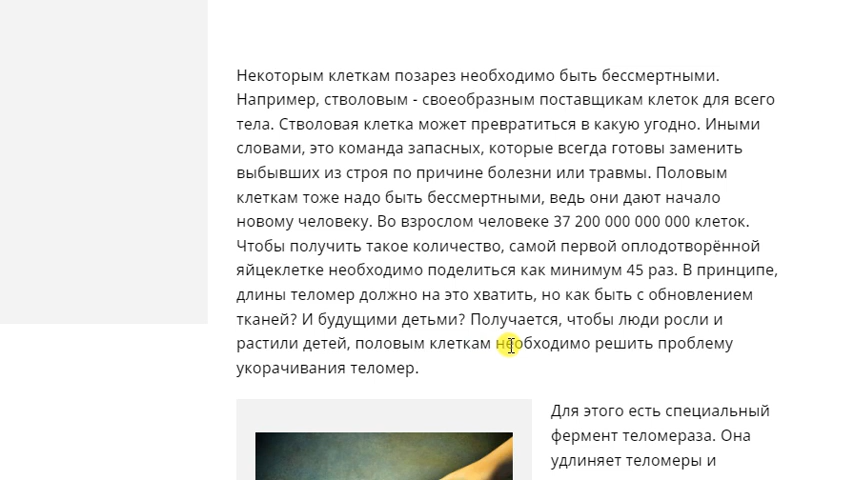 Некоторым клеткам позарез необходимо быть бессмертными.
Например, стволовым - своеобразным поставщикам клеток для всего
тела. Стволовая клетка может превратиться в какую угодно. Иными
словами, это команда запасных, которые всегда готовы заменить
выбывших из строя по причине болезни или травмы. Половым
клеткам тоже надо быть бессмертными, ведь они дают начало
новому человеку. Во взрослом человеке 37 200 000 000 000 клеток.
Чтобы получить такое количество, самой первой оплодотворённой
яйцеклетке необходимо поделиться как минимум 45 раз. В принципе,
длины теломер должно на это хватить, но как быть с обновлением
тканей? И будущими детьми? Получается, чтобы люди росли и
растили детей, половым клеткам необходимо решить проблему
укорачивания теломер.
Для этого есть специальный
фермент теломераза. Она
удлиняет теломеры и